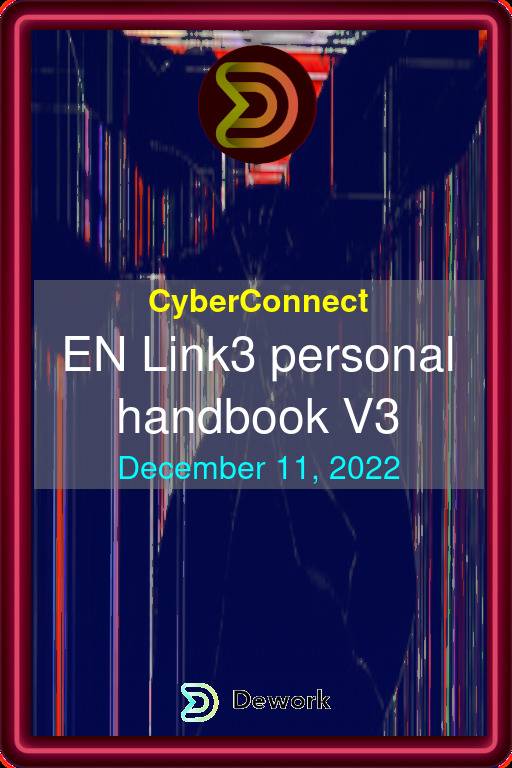 CyberConnect
EN Link3 personal
handbook V3
December 11, 2022
Dework